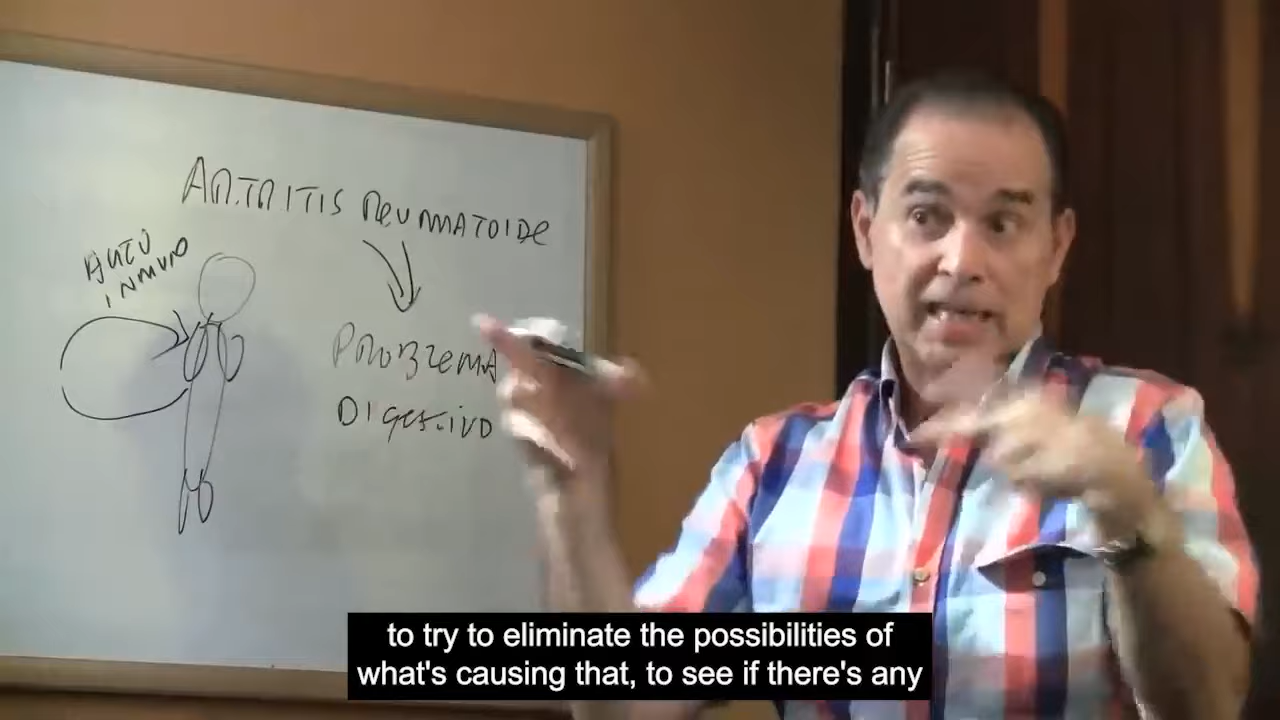 ARTRITIS REUMATOIDE
AUTO
INMUNO
PROBLEMA
DIGESTIVO
to try to eliminate the possibilities of
what's causing that, to see if there's any